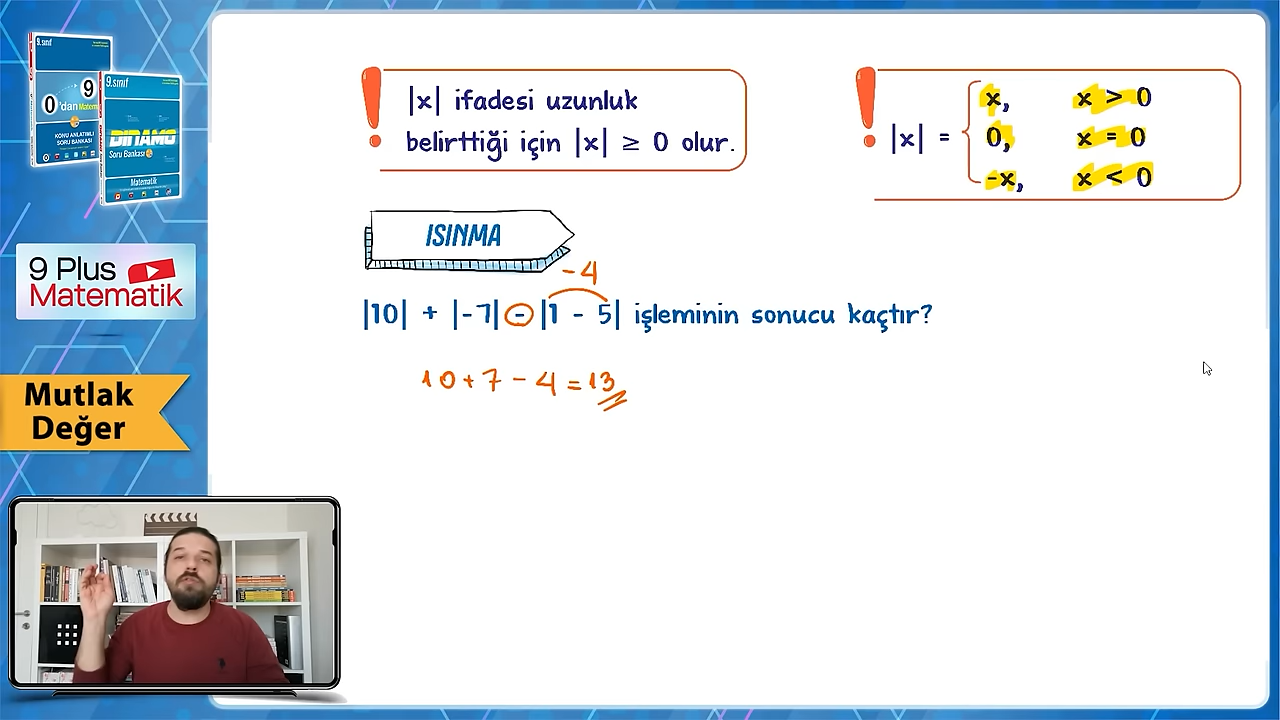 9.sınıf
0'dan 9
Matematik
KONU ANLATIMLI
SORU BANKASI
9.sınıf
DİNAMO
Soru Bankası
Matematik
9 Plus
Matematik
Mutlak
Değer
|x| ifadesi uzunluk
belirttiği için |x| ≥ 0 olur.
|x| =
x, x > 0
0, x = 0
-x, x < 0
ISINMA
-4
|10| + |-7| - |1 - 5| işleminin sonucu kaçtır?
10 + 7 - 4 = 13